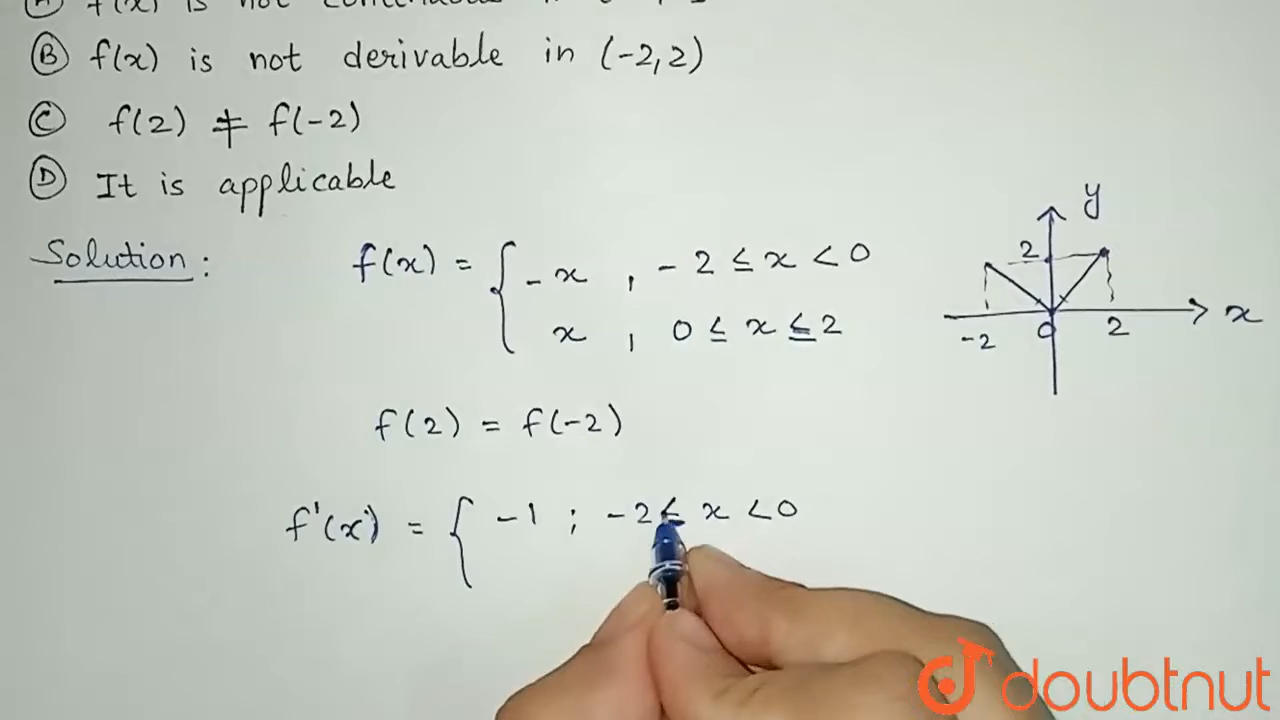 Ⓑ f(x) is not derivable in (-2,2)
Ⓒ f(2) ≠ f(-2)
Ⓓ It is applicable
Solution :
f(x) = { -x , -2 ≤ x < 0
x , 0 ≤ x ≤ 2
y
2
x
-2 0 2
f(2) = f(-2)
f'(x) = { -1 ; -2 ≤ x < 0
doubtnut